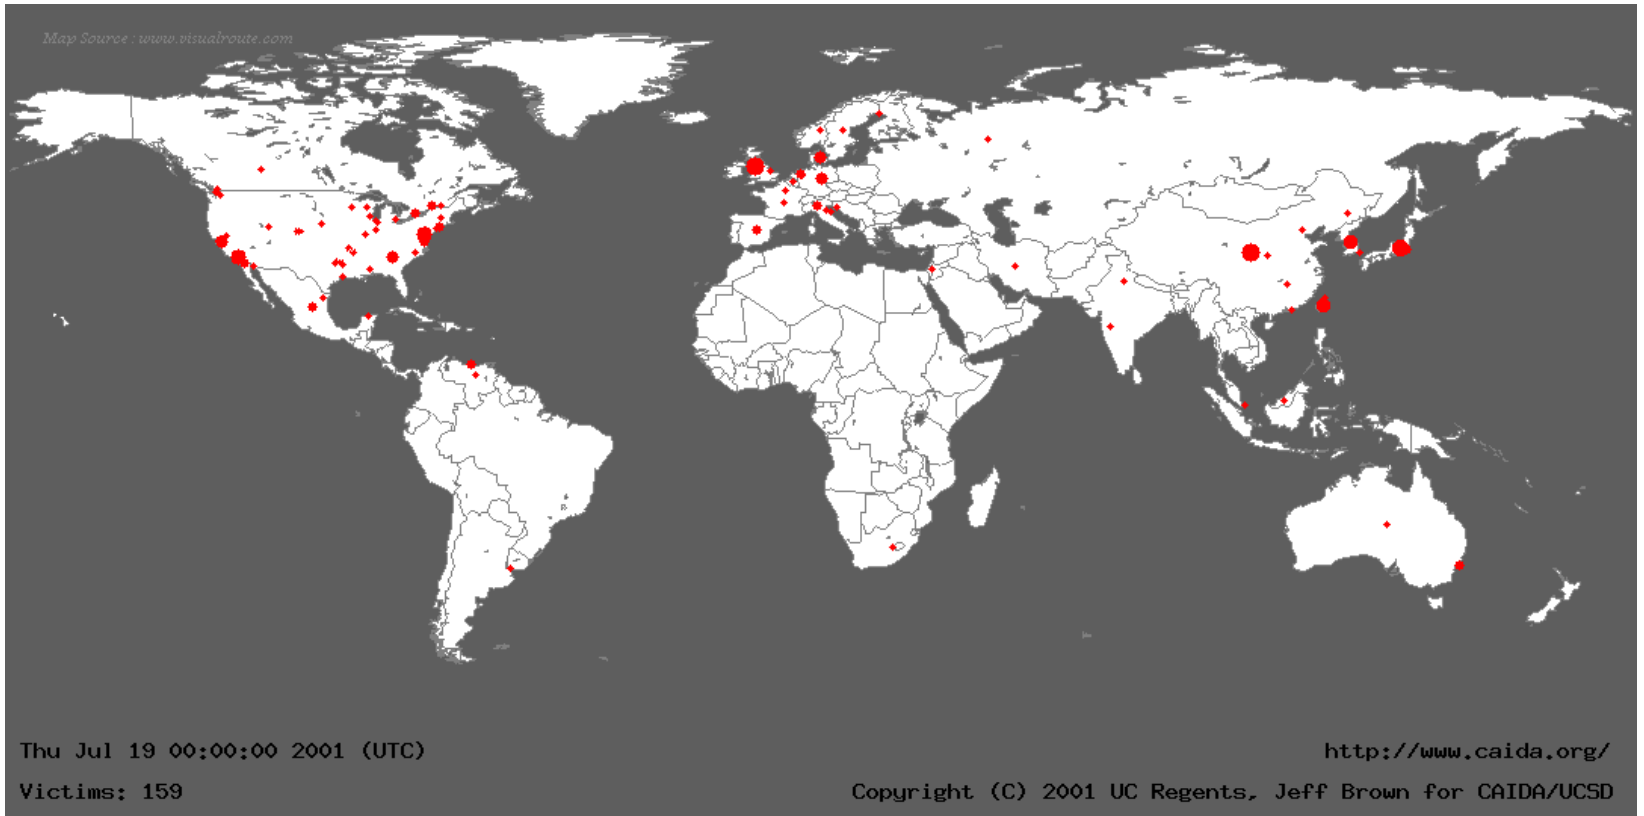 Map Source : www.visualroute.com
Thu Jul 19 00:00:00 2001 (UTC)
http://www.caida.org/
Victims: 159
Copyright (C) 2001 UC Regents, Jeff Brown for CAIDA/UCSD